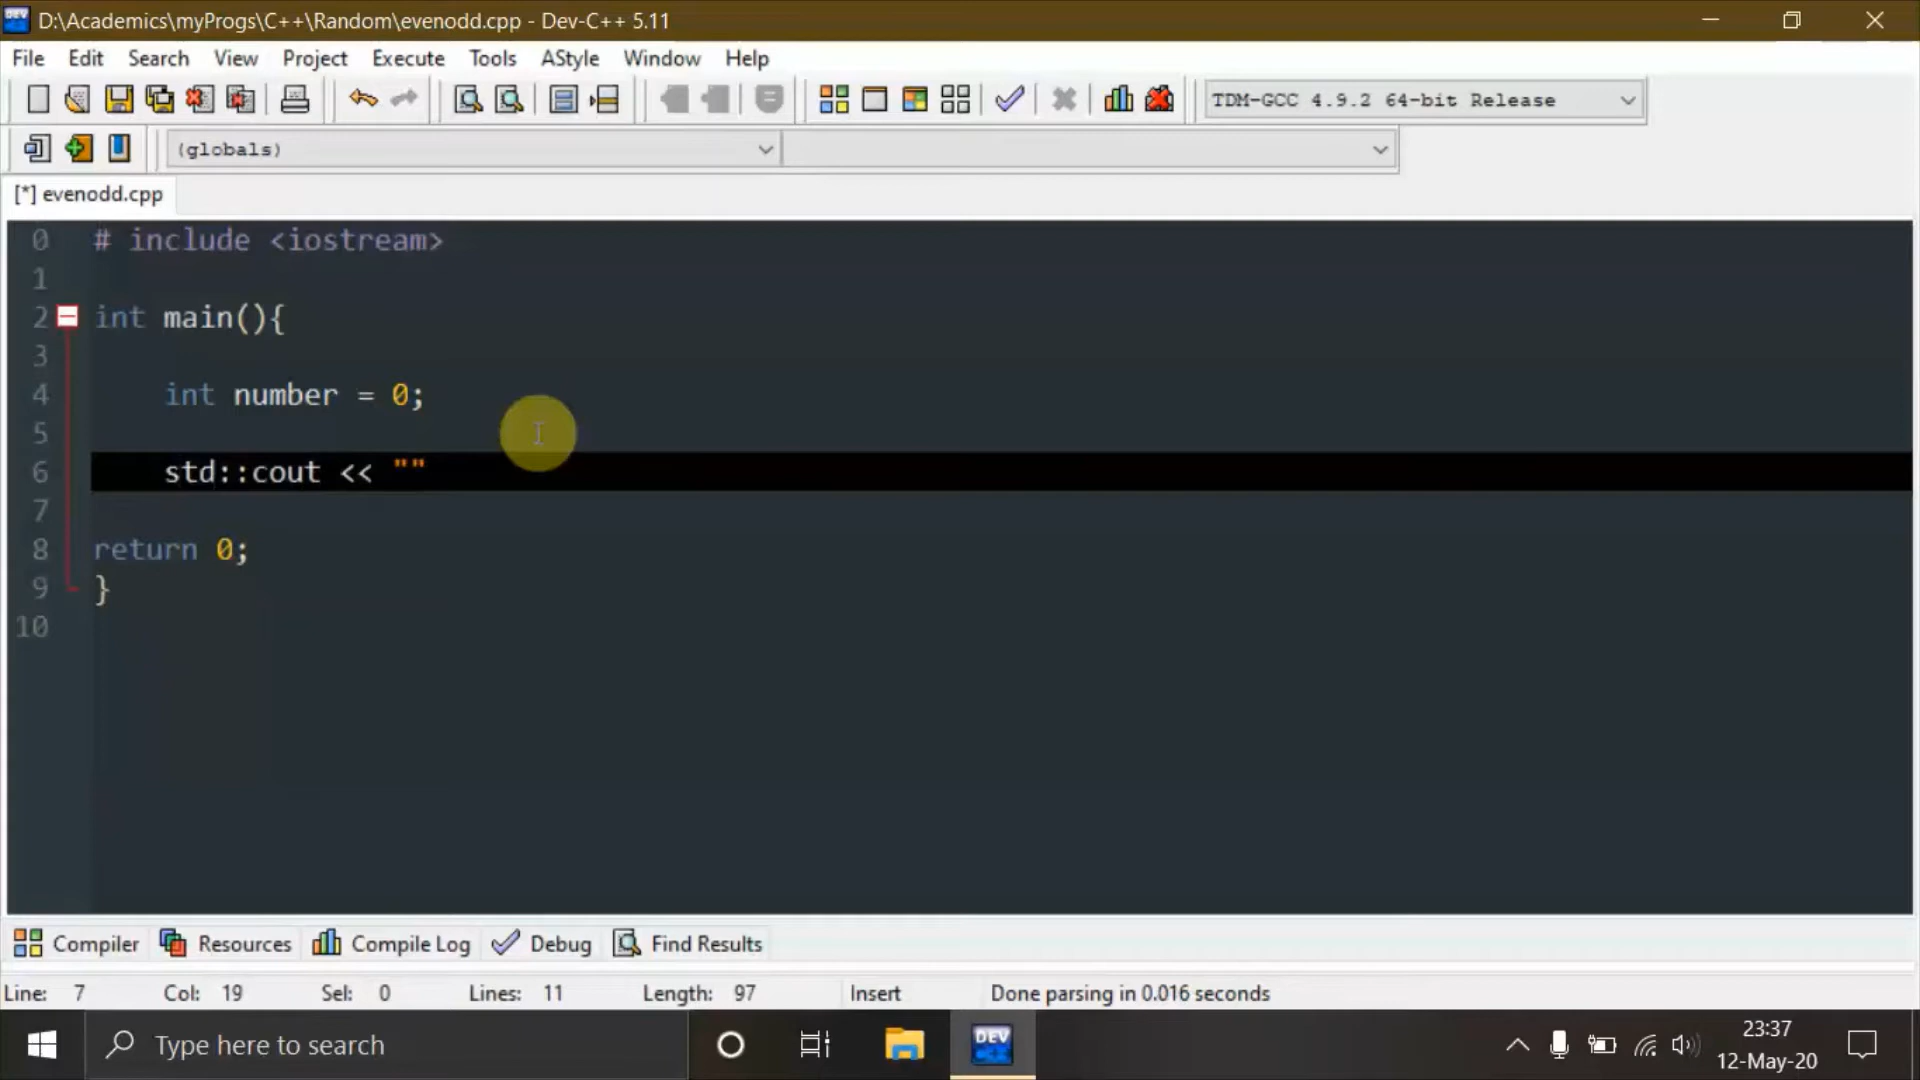 DEV D:\Academics\myProgs\C++\Random\evenodd.cpp - Dev-C++ 5.11
File Edit Search View Project Execute Tools AStyle Window Help
TDM-GCC 4.9.2 64-bit Release
(globals)
[*] evenodd.cpp
0 # include <iostream>
1
2 int main(){
3
4 int number = 0;
5
6 std::cout << ""
7
8 return 0;
9 }
10
Compiler Resources Compile Log Debug Find Results
Line: 7 Col: 19 Sel: 0 Lines: 11 Length: 97 Insert Done parsing in 0.016 seconds
Type here to search DEV C++ 23:37
12-May-20